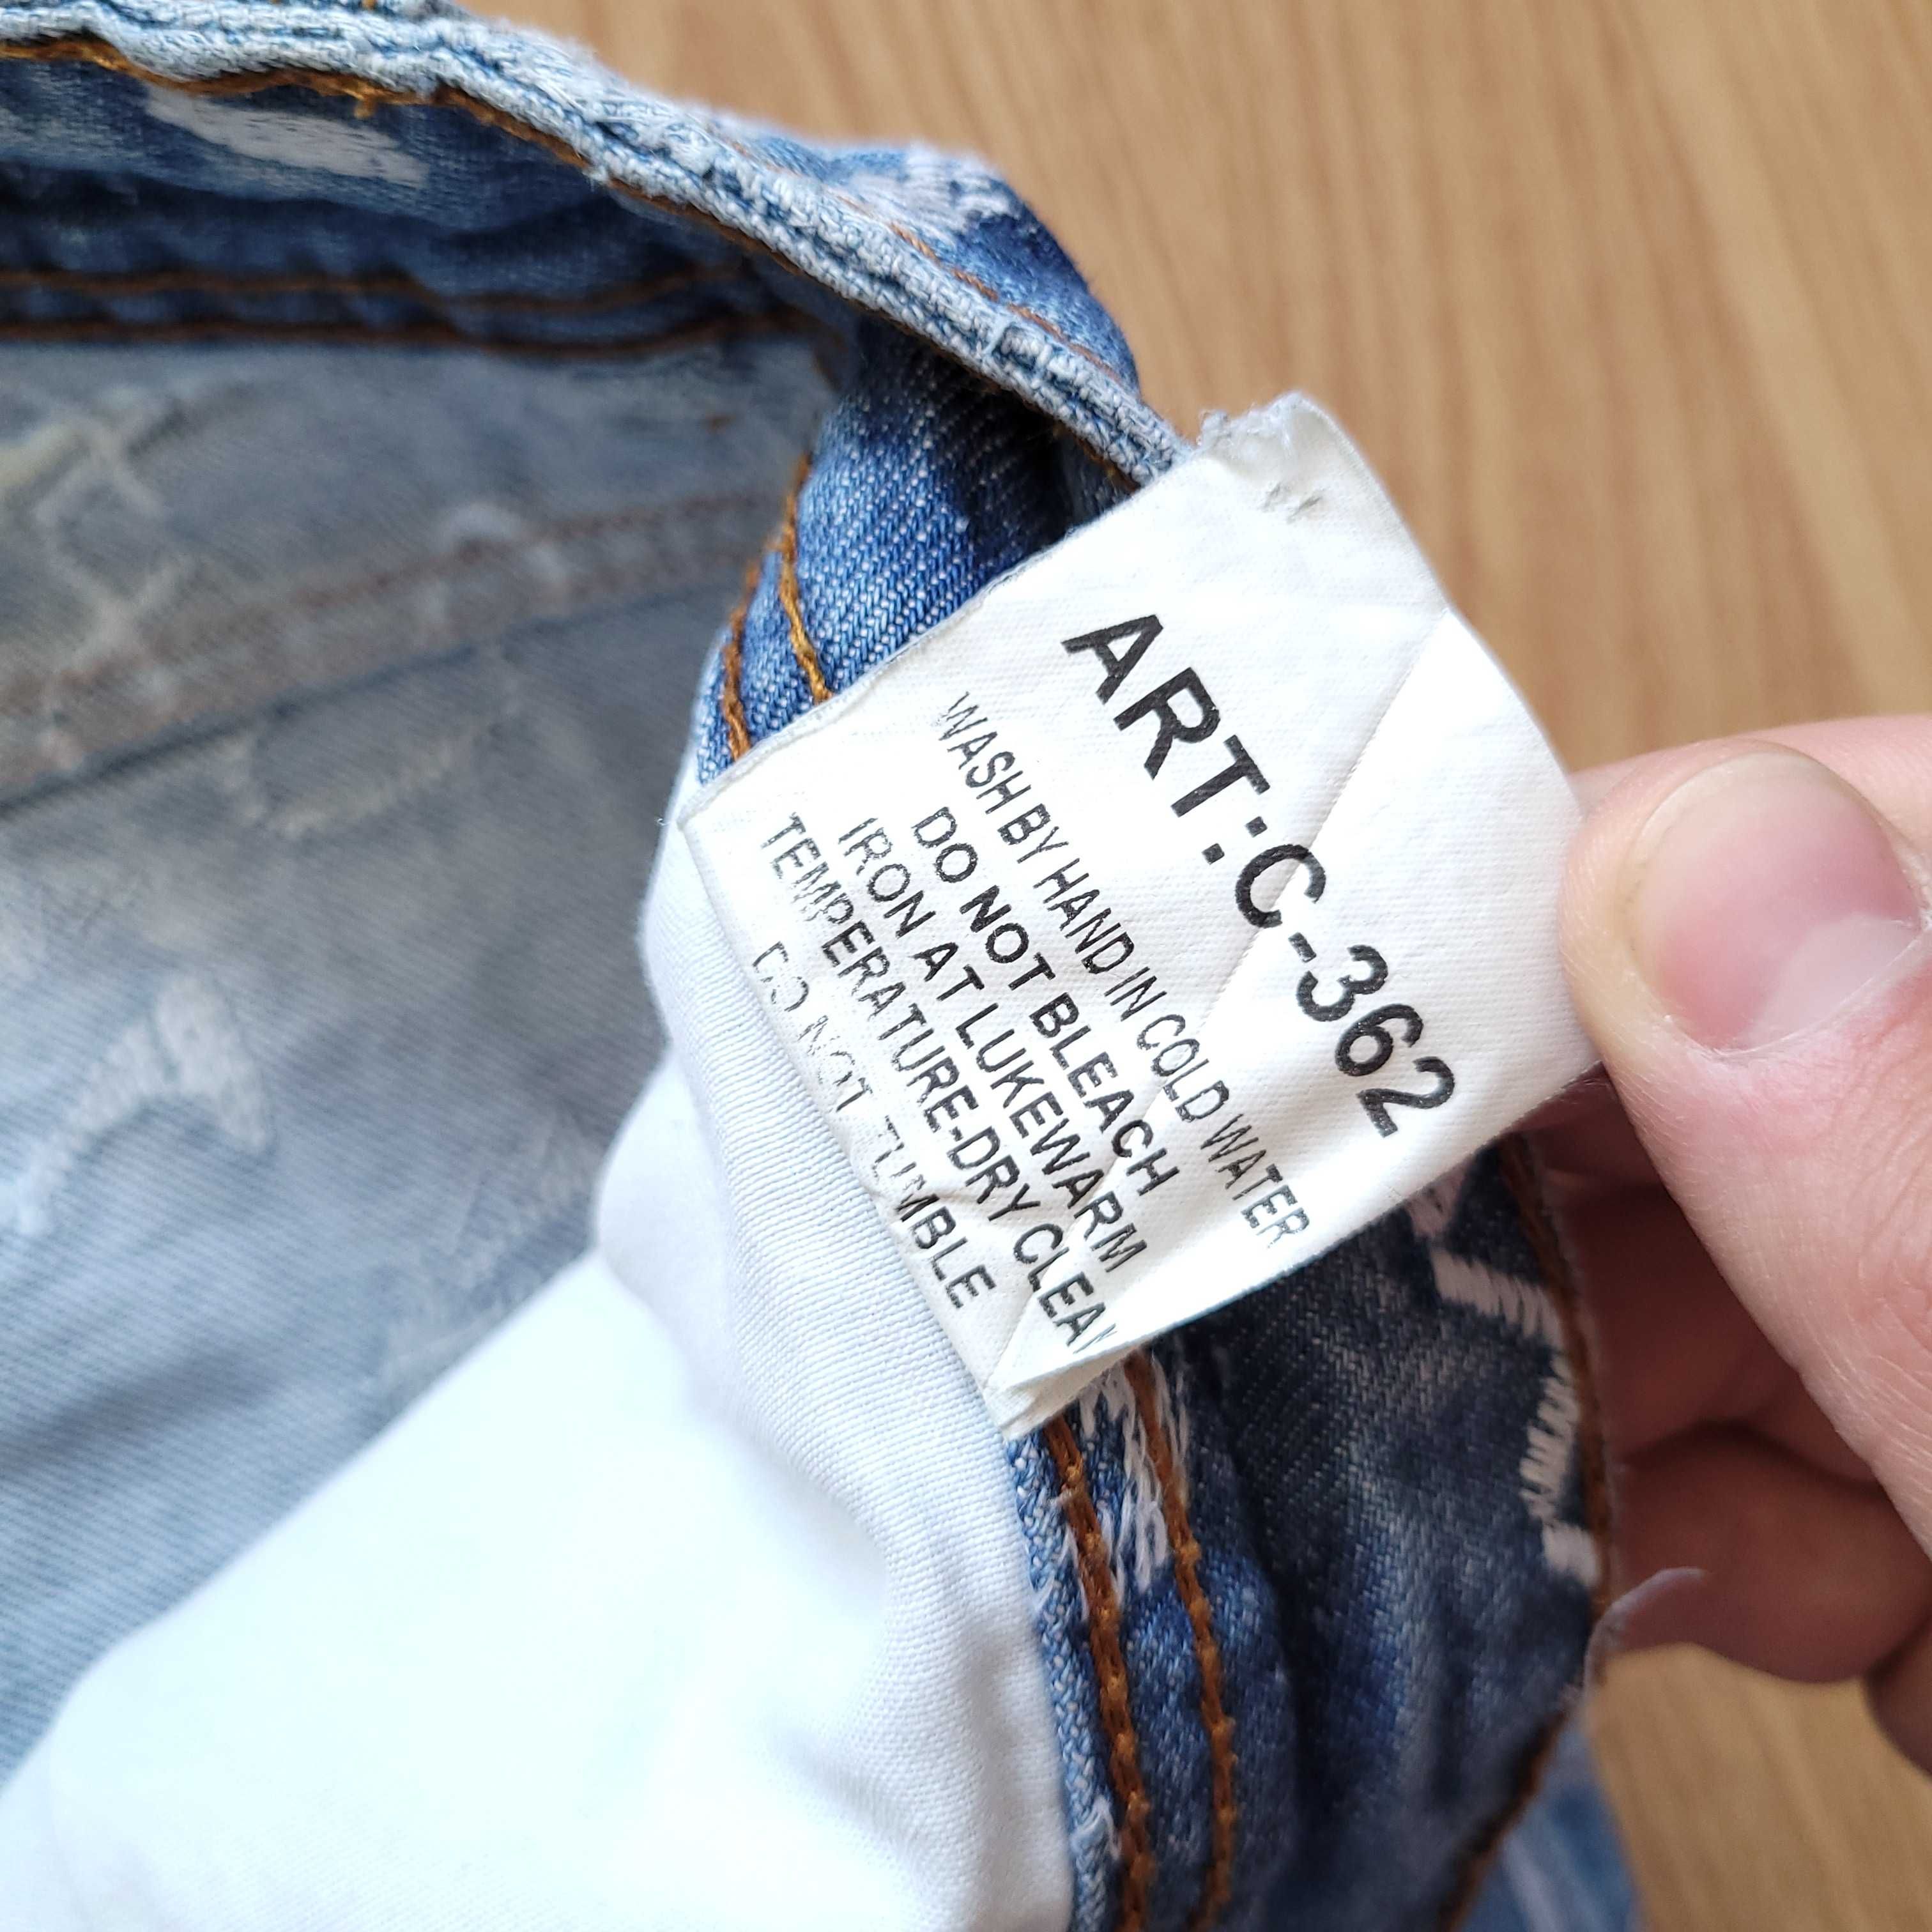 ART:C-362
WASH BY HAND IN COLD WATER
DO NOT BLEACH
IRON AT LUKEWARM
TEMPERATURE-DRY CLEAN
DO NOT TUMBLE